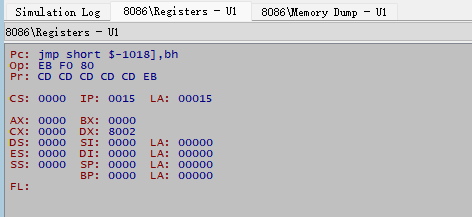 Simulation Log 8086\Registers - U1 8086\Memory Dump - U1
8086\Registers - U1
Pc: jmp short $-1018],bh
Op: EB F0 80
Pr: CD CD CD CD CD EB
CS: 0000 IP: 0015 LA: 00015
AX: 0000 BX: 0000
CX: 0000 DX: 8002
DS: 0000 SI: 0000 LA: 00000
ES: 0000 DI: 0000 LA: 00000
SS: 0000 SP: 0000 LA: 00000
BP: 0000 LA: 00000
FL: